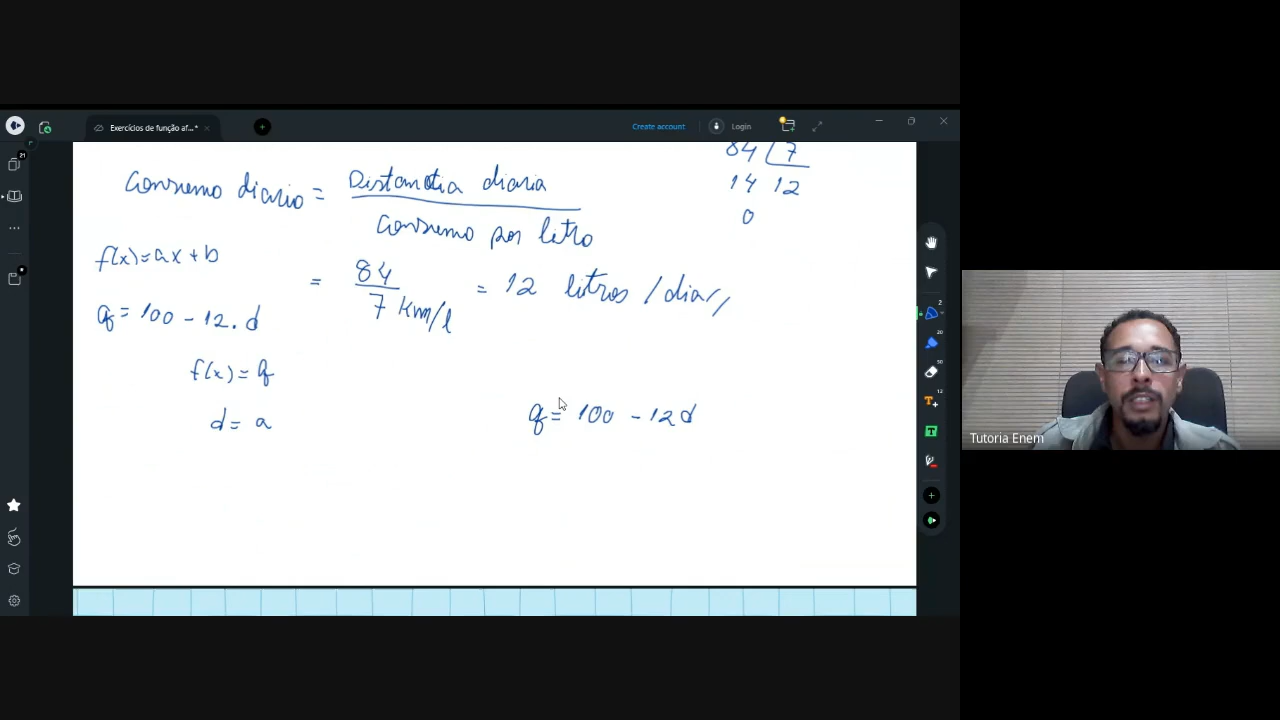 Exercícios de função af...*
Create account
Login
84 7
14 12
0
Consumo diario = Distancia diaria
Consumo por litro
f(x)=ax+b
= 84 / 7 km/l = 12 litros /dia//
q= 100 - 12. d
f(x)= q
d= a
q= 100 - 12d
Tutoria Enem